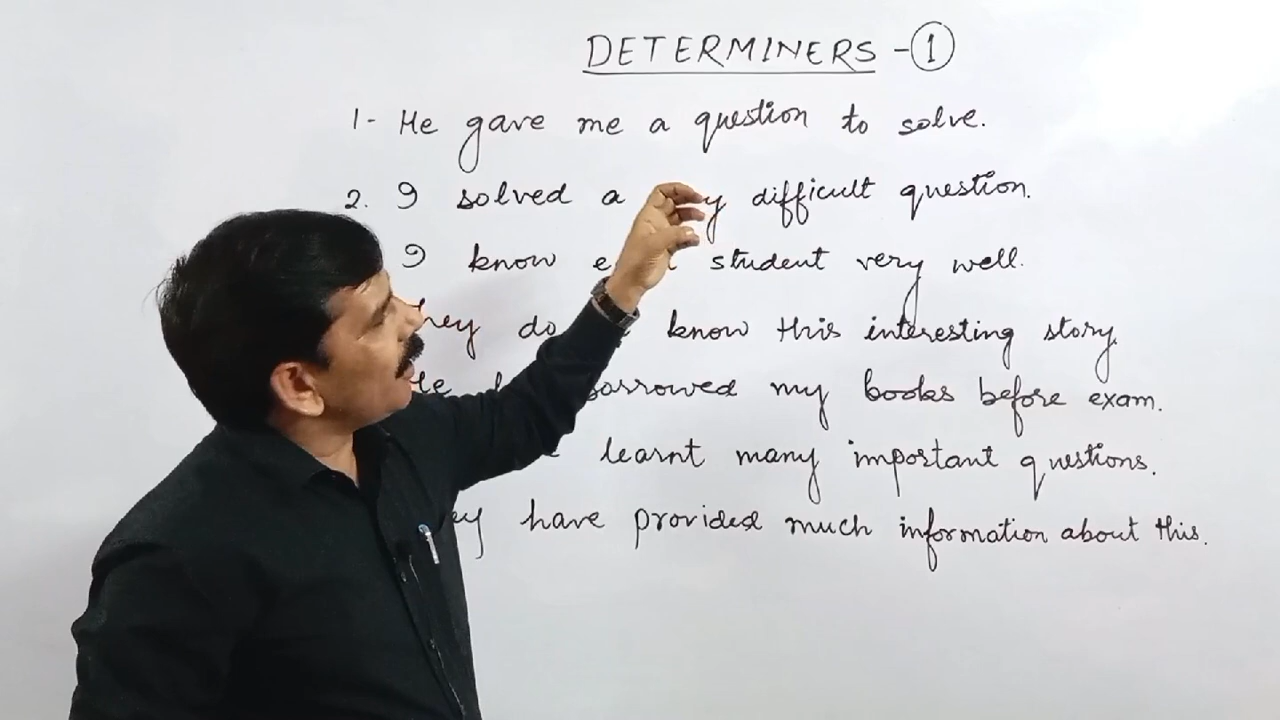 DETERMINERS - 1
1- He gave me a question to solve.
2. I solved a difficult question.
I know student very well.
know this interesting story.
borrowed my books before exam.
learnt many important questions.
have provided much information about this.